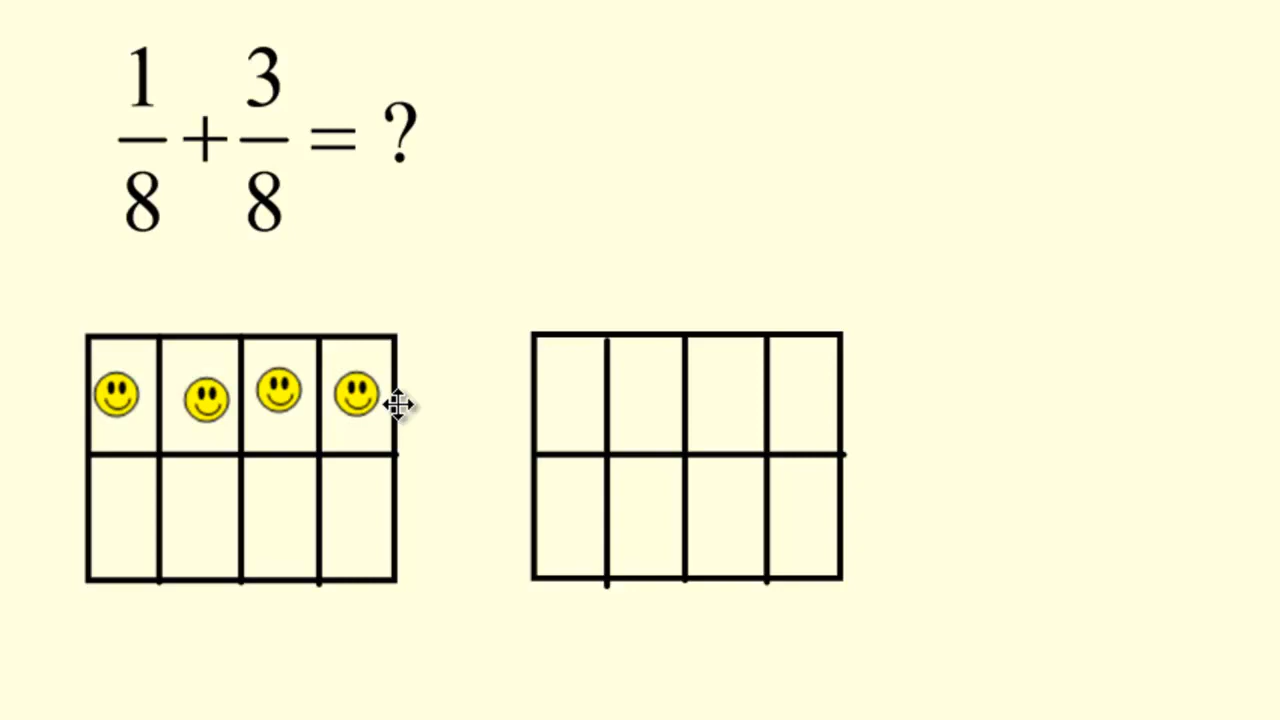 1/8 + 3/8 = ?